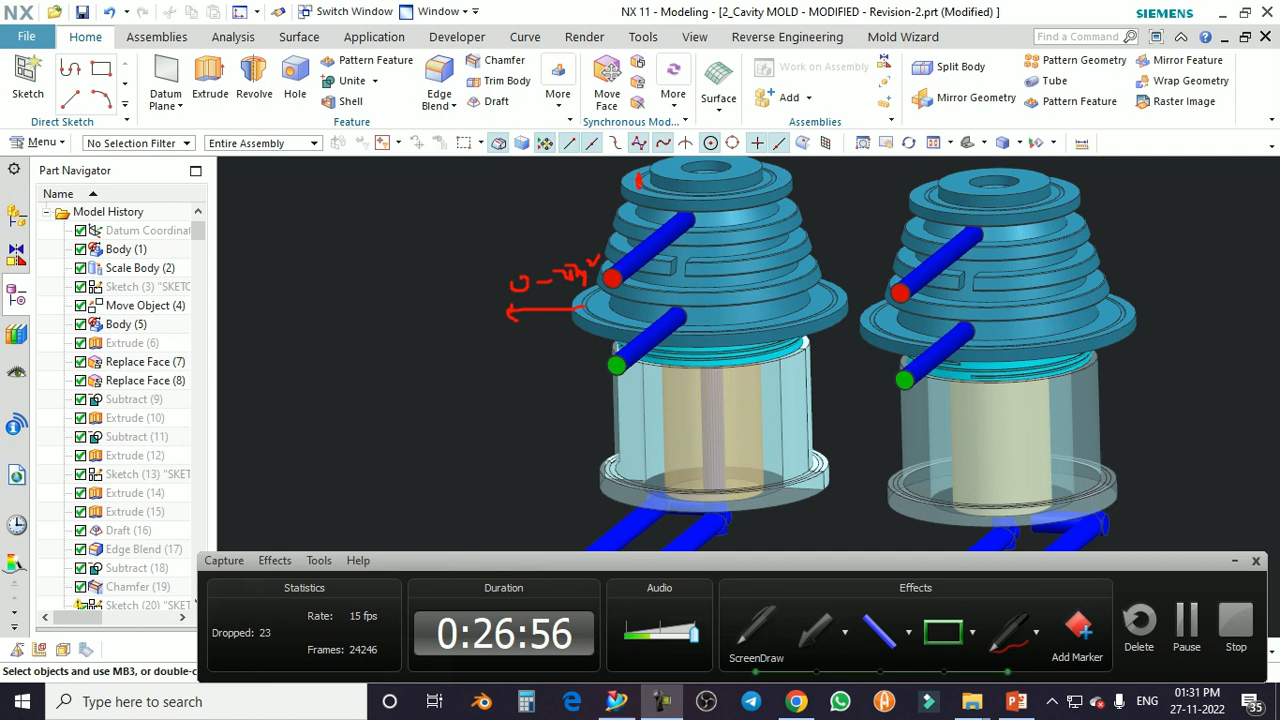 NX
Switch Window
Window
NX 11 - Modeling - [2_Cavity MOLD - MODIFIED - Revision-2.prt (Modified) ]
SIEMENS
File
Home
Assemblies
Analysis
Surface
Curve
Application
Developer
Curve
Render
Tools
View
Reverse Engineering
Mold Wizard
Find a Command
Sketch
Direct Sketch
Datum Plane
Extrude
Revolve
Hole
Pattern Feature
Unite
Shell
Edge Blend
Chamfer
Trim Body
Draft
More
Feature
Move Face
More
Synchronous Mod...
Surface
Work on Assembly
Add
Assemblies
Split Body
Mirror Geometry
Pattern Geometry
Tube
Pattern Feature
Mirror Feature
Wrap Geometry
Raster Image
Menu
No Selection Filter
Entire Assembly
Part Navigator
Name
Model History
Datum Coordina
Body (1)
Scale Body (2)
Sketch (3) "SKET
Move Object (4)
Body (5)
Extrude (6)
Replace Face (7)
Replace Face (8)
Subtract (9)
Extrude (10)
Subtract (11)
Extrude (12)
Sketch (13) "SKET
Extrude (14)
Extrude (15)
Draft (16)
Edge Blend (17)
Subtract (18)
Chamfer (19)
Sketch (20) "SKET
Capture Effects Tools Help
Statistics
Rate: 15 fps
Dropped: 23
Frames: 24246
Duration
0:26:56
Audio
Effects
ScreenDraw
Add Marker
Delete
Pause
Stop
Select objects and use MB3, or double-c
Type here to search
ENG
01:31 PM
27-11-2022
35